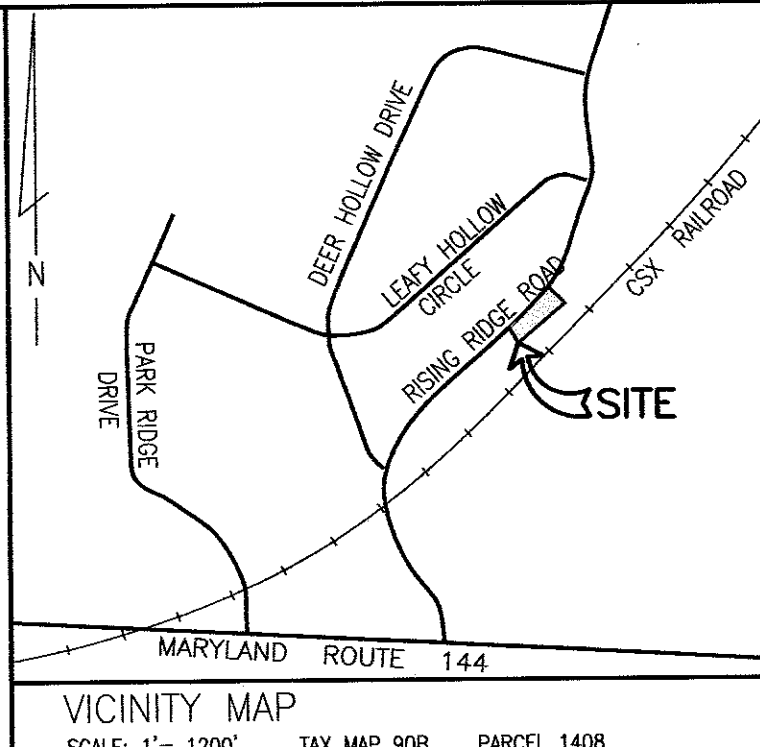 DEER HOLLOW DRIVE
LEAFY HOLLOW
CIRCLE
CSX RAILROAD
N
RISING RIDGE ROAD
PARK RIDGE
DRIVE
SITE
MARYLAND ROUTE 144
VICINITY MAP
SCALE: 1'= 1200' TAX MAP 90B PARCEL 1408